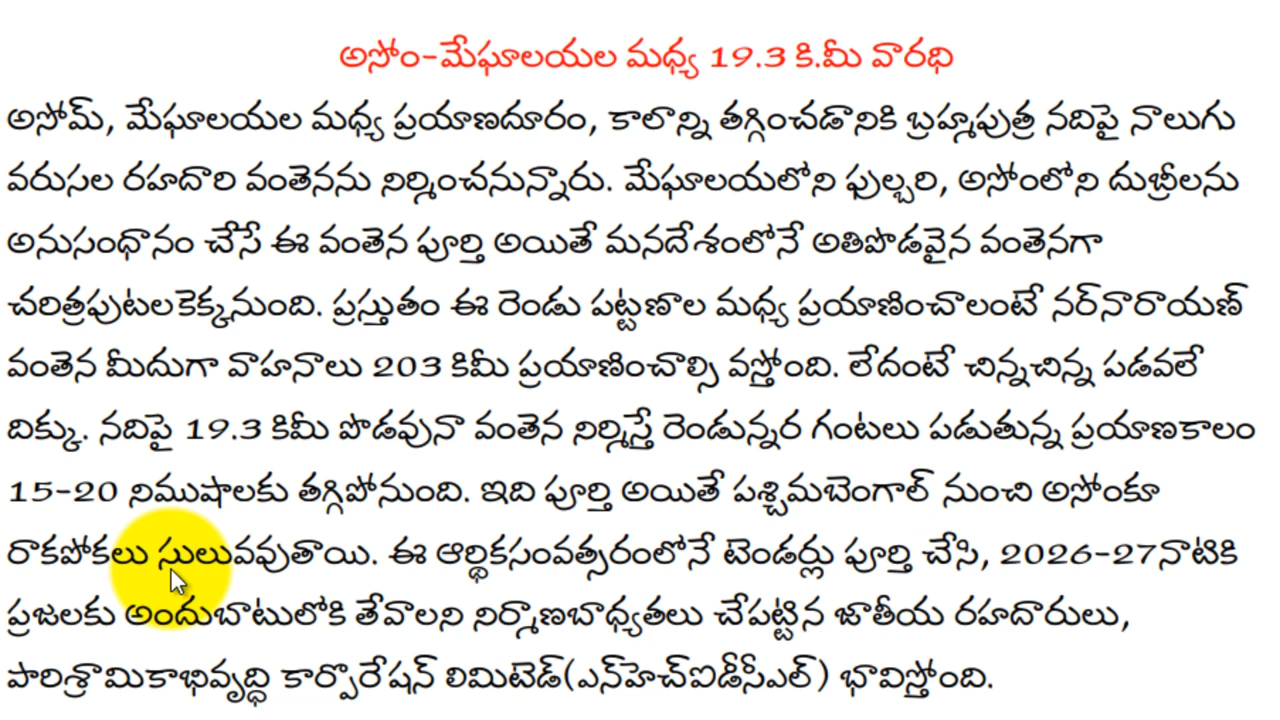 అసోం-మేఘాలయల మధ్య 19.3 కి.మీ వారధి
అసోమ్, మేఘాలయల మధ్య ప్రయాణదూరం, కాలాన్ని తగ్గించడానికి బ్రహ్మపుత్ర నదిపై నాలుగు
వరుసల రహదారి వంతెనను నిర్మించనున్నారు. మేఘాలయలోని ఫుల్బరి, అసోంలోని దుబ్రీలను
అనుసంధానం చేసే ఈ వంతెన పూర్తి అయితే మనదేశంలోనే అతిపొడవైన వంతెనగా
చరిత్రపుటలకెక్కనుంది. ప్రస్తుతం ఈ రెండు పట్టణాల మధ్య ప్రయాణించాలంటే నర్‌నారాయణ్
వంతెన మీదుగా వాహనాలు 203 కిమీ ప్రయాణించాల్సి వస్తోంది. లేదంటే చిన్నచిన్న పడవలే
దిక్కు. నదిపై 19.3 కిమీ పొడవునా వంతెన నిర్మిస్తే రెండున్నర గంటలు పడుతున్న ప్రయాణకాలం
15-20 నిముషాలకు తగ్గిపోనుంది. ఇది పూర్తి అయితే పశ్చిమబెంగాల్ నుంచి అసోంకూ
రాకపోకలు సులువవుతాయి. ఈ ఆర్థికసంవత్సరంలోనే టెండర్లు పూర్తి చేసి, 2026-27నాటికి
ప్రజలకు అందుబాటులోకి తేవాలని నిర్మాణబాధ్యతలు చేపట్టిన జాతీయ రహదారులు,
పారిశ్రామికాభివృద్ధి కార్పొరేషన్ లిమిటెడ్(ఎన్‌హెచ్‌ఐడీసీఎల్) భావిస్తోంది.